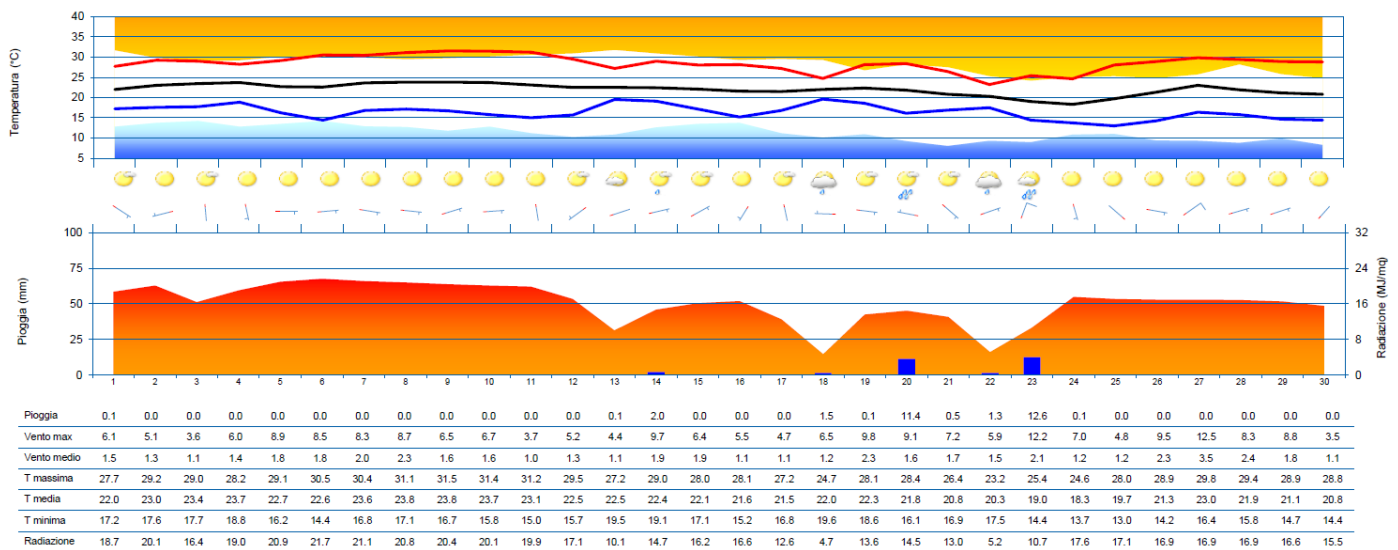 Temperatura (°C)
40
35
30
25
20
15
10
5
Pioggia (mm)
100
75
50
25
0
32
24
16
8
0
Radiazione (MJ/mq)
1 2 3 4 5 6 7 8 9 10 11 12 13 14 15 16 17 18 19 20 21 22 23 24 25 26 27 28 29 30
Pioggia 0.1 0.0 0.0 0.0 0.0 0.0 0.0 0.0 0.0 0.0 0.0 0.0 0.1 2.0 0.0 0.0 0.0 1.5 0.1 11.4 0.5 1.3 12.6 0.1 0.0 0.0 0.0 0.0 0.0 0.0
Vento max 6.1 5.1 3.6 6.0 8.9 8.5 8.3 8.7 6.5 6.7 3.7 5.2 4.4 9.7 6.4 5.5 4.7 6.5 9.8 9.1 7.2 5.9 12.2 7.0 4.8 9.5 12.5 8.3 8.8 3.5
Vento medio 1.5 1.3 1.1 1.4 1.8 1.8 2.0 2.3 1.6 1.6 1.0 1.3 1.1 1.9 1.9 1.1 1.1 1.2 2.3 1.6 1.7 1.5 2.1 1.2 1.2 2.3 3.5 2.4 1.8 1.1
T massima 27.7 29.2 29.0 28.2 29.1 30.5 30.4 31.1 31.5 31.4 31.2 29.5 27.2 29.0 28.0 28.1 27.2 24.7 28.1 28.4 26.4 23.2 25.4 24.6 28.0 28.9 29.8 29.4 28.9 28.8
T media 22.0 23.0 23.4 23.7 22.7 22.6 23.6 23.8 23.8 23.7 23.1 22.5 22.5 22.4 22.1 21.6 21.5 22.0 22.3 21.8 20.8 20.3 19.0 18.3 19.7 21.3 23.0 21.9 21.1 20.8
T minima 17.2 17.6 17.7 18.8 16.2 14.4 16.8 17.1 16.7 15.8 15.0 15.7 19.5 19.1 17.1 15.2 16.8 19.6 18.6 16.1 16.9 17.5 14.4 13.7 13.0 14.2 16.4 15.8 14.7 14.4
Radiazione 18.7 20.1 16.4 19.0 20.9 21.7 21.1 20.8 20.4 20.1 19.9 17.1 10.1 14.7 16.2 16.6 12.6 4.7 13.6 14.5 13.0 5.2 10.7 17.6 17.1 16.9 16.9 16.9 16.6 15.5